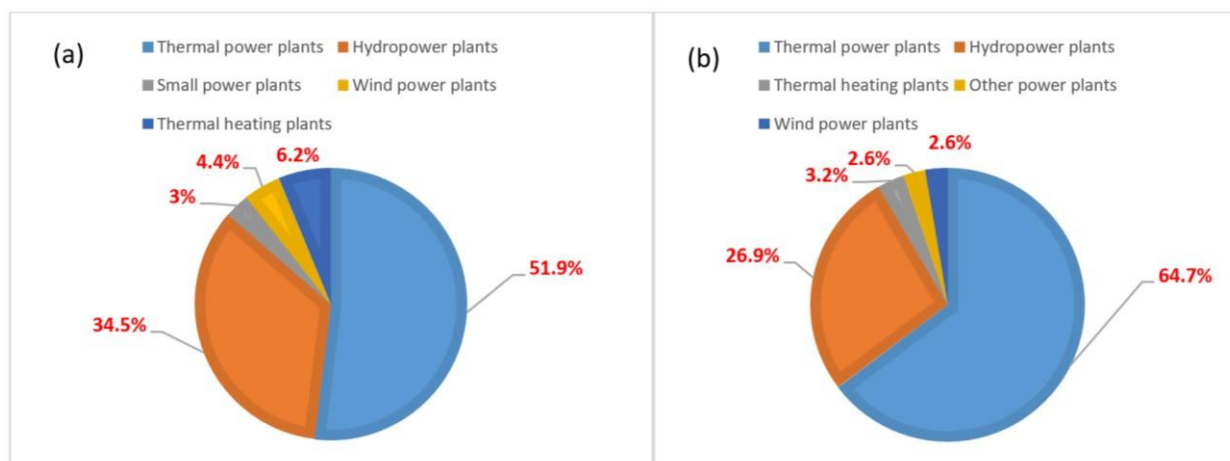 (a)
Thermal power plants Hydropower plants
Small power plants Wind power plants
Thermal heating plants
4.4% 6.2%
3%
51.9%
34.5%
(b)
Thermal power plants Hydropower plants
Thermal heating plants Other power plants
Wind power plants
2.6% 2.6%
3.2%
26.9%
64.7%